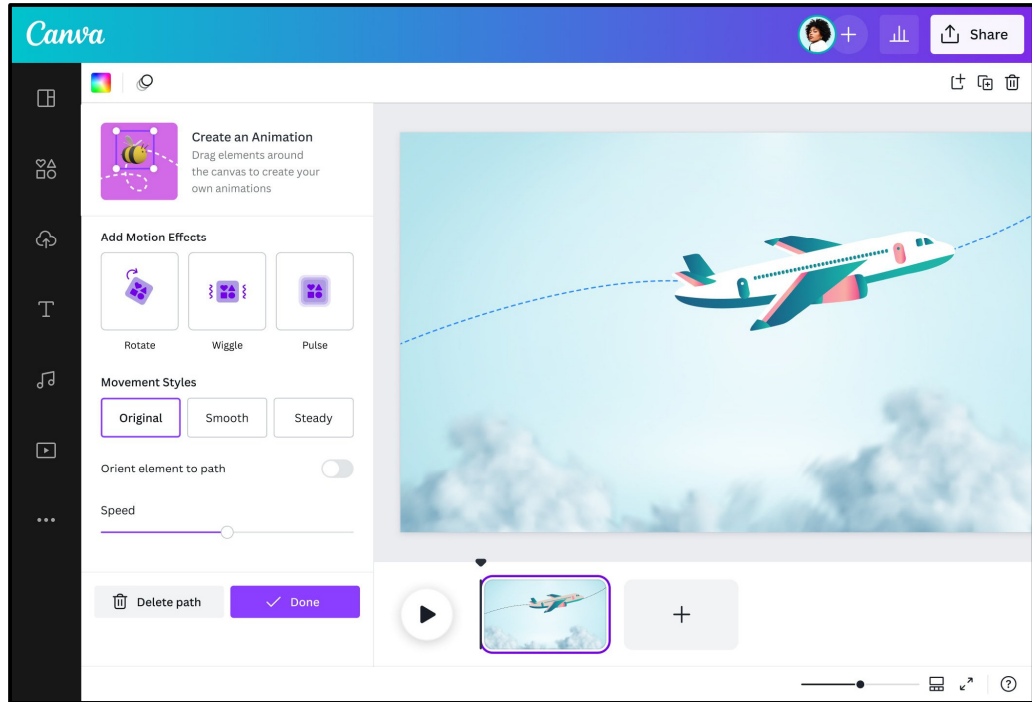 Canva
Share
Create an Animation
Drag elements around
the canvas to create your
own animations
Add Motion Effects
Rotate
Wiggle
Pulse
Movement Styles
Original
Smooth
Steady
Orient element to path
Speed
Delete path
Done